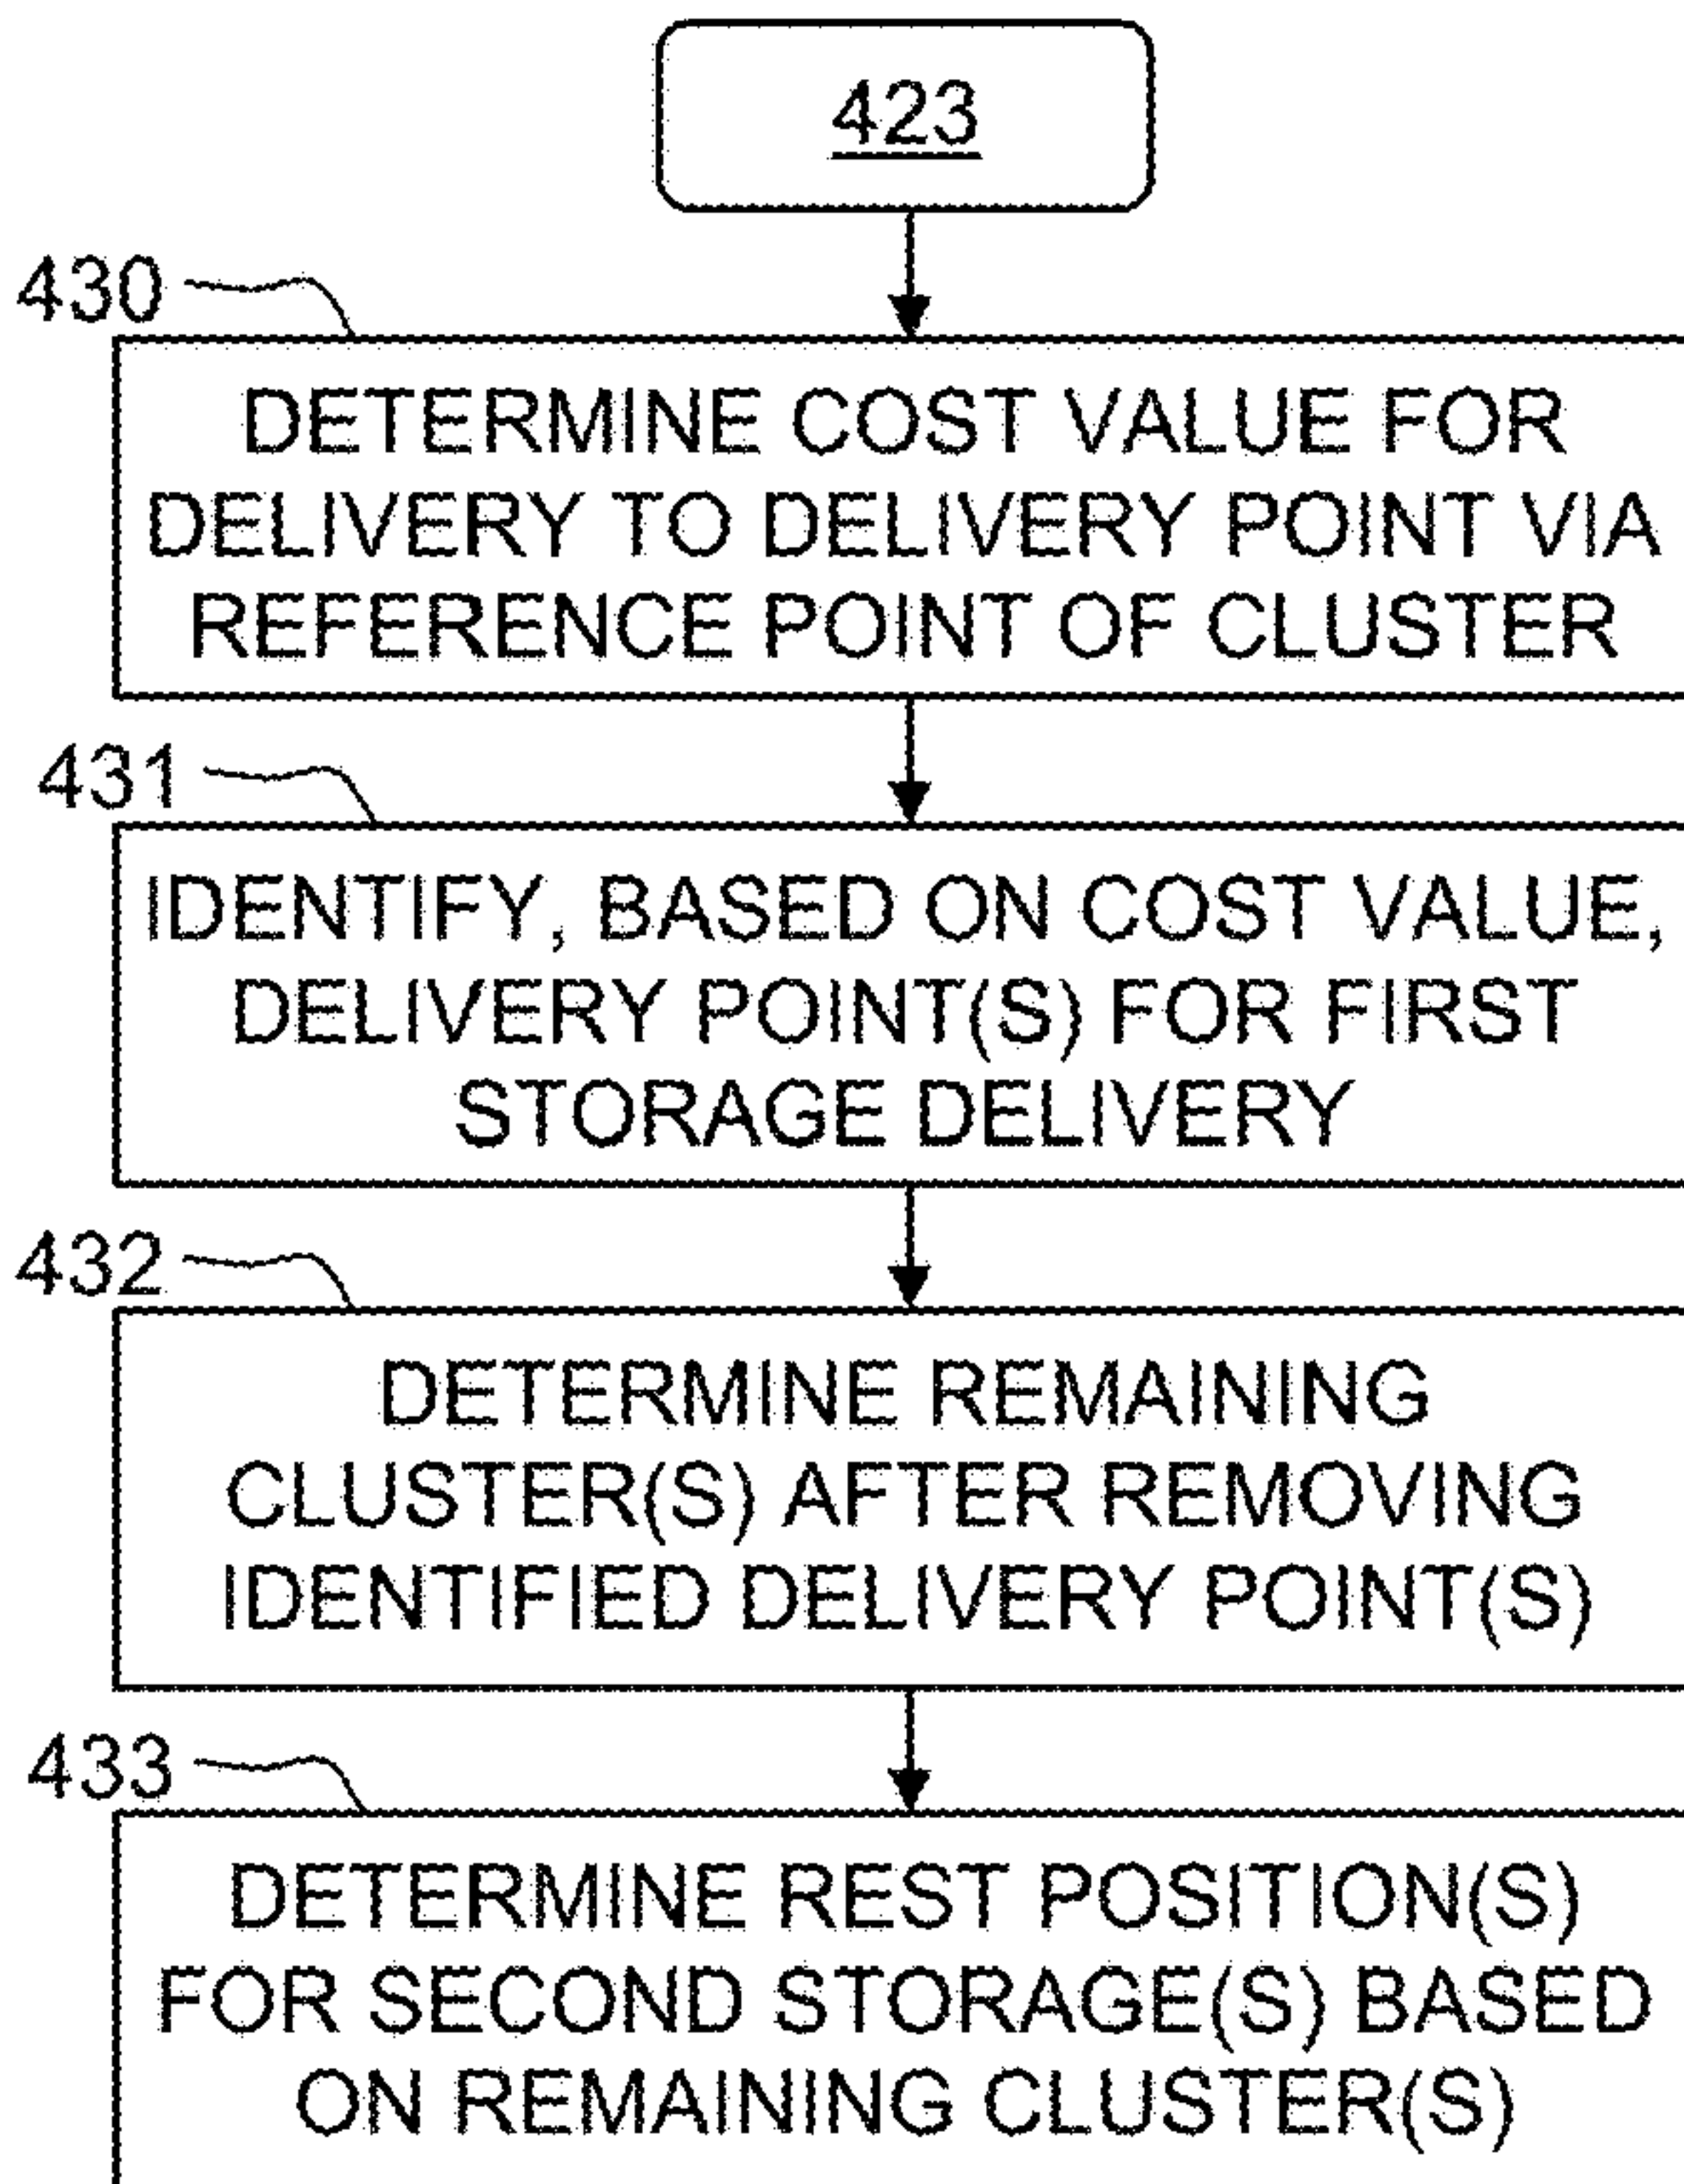 423
430
DETERMINE COST VALUE FOR
DELIVERY TO DELIVERY POINT VIA
REFERENCE POINT OF CLUSTER
431
IDENTIFY, BASED ON COST VALUE,
DELIVERY POINT(S) FOR FIRST
STORAGE DELIVERY
432
DETERMINE REMAINING
CLUSTER(S) AFTER REMOVING
IDENTIFIED DELIVERY POINT(S)
433
DETERMINE REST POSITION(S)
FOR SECOND STORAGE(S) BASED
ON REMAINING CLUSTER(S)